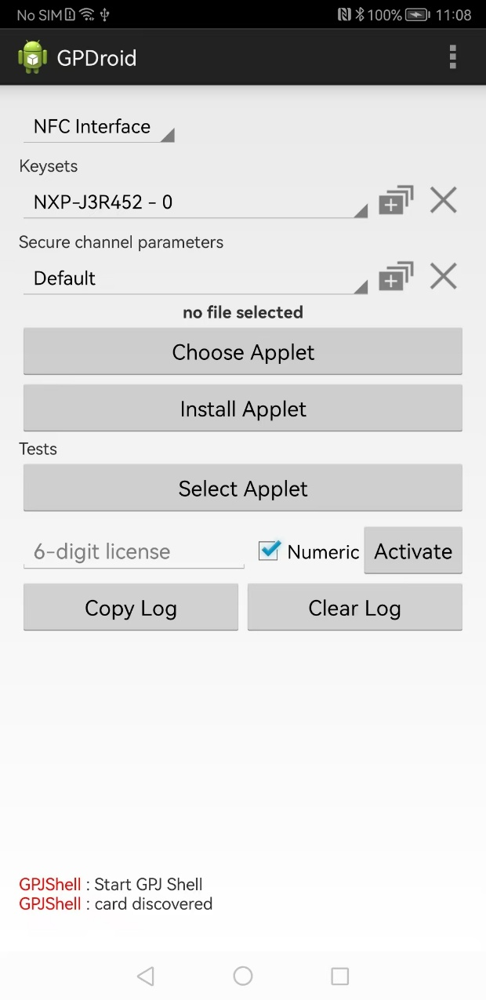 No SIM 100% 11:08
GPDroid
NFC Interface
Keysets
NXP-J3R452 - 0
Secure channel parameters
Default
no file selected
Choose Applet
Install Applet
Tests
Select Applet
6-digit license Numeric Activate
Copy Log Clear Log
GPJShell : Start GPJ Shell
GPJShell : card discovered